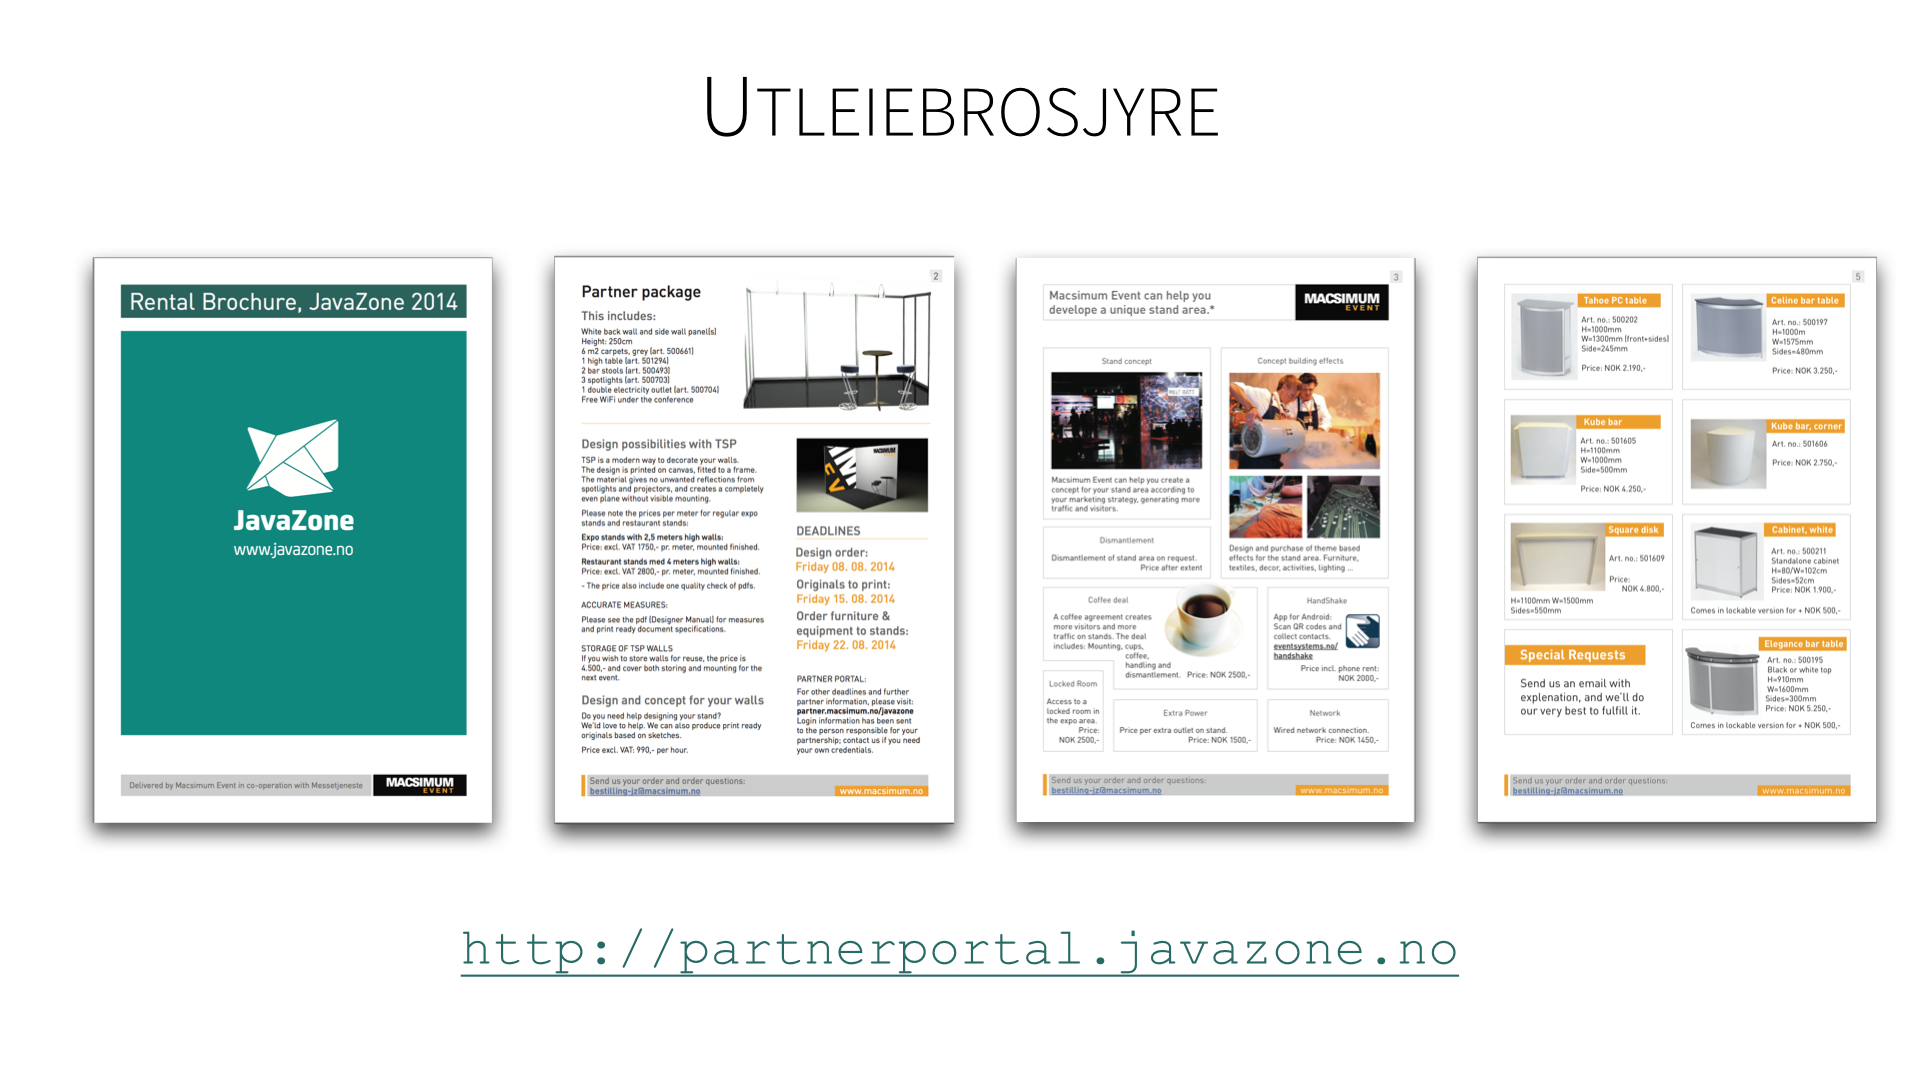 UTLEIEBROSJYRE
Rental Brochure, JavaZone 2014
JavaZone
www.javazone.no
Delivered by Macsimum Event in co-operation with Messetjeneste
MACSIMUM
EVENT
2
Partner package
This includes:
White back wall and side wall panel(s)
Height: 250cm
6 m2 carpets, grey (art. 500661)
1 high table (art. 501294)
2 bar stools (art. 500493)
3 spotlights (art. 500703)
1 double electricity outlet (art. 500704)
Free WiFi under the conference
Design possibilities with TSP
TSP is a modern way to decorate your walls.
The design is printed on canvas, fitted to a frame.
The material gives no unwanted reflections from
spotlights and projectors, and creates a completely
even plane without visible mounting.
Please note the prices per meter for regular expo
stands and restaurant stands:
Expo stands with 2,5 meters high walls:
Price: excl. VAT 1750,- pr. meter, mounted finished.
Restaurant stands med 4 meters high walls:
Price: excl. VAT 2800,- pr. meter, mounted finished.
- The price also include one quality check of pdfs.
ACCURATE MEASURES:
Please see the pdf (Designer Manual) for measures
and print ready document specifications.
STORAGE OF TSP WALLS
If you wish to store walls for reuse, the price is
4.500,- and cover both storing and mounting for the
next event.
Design and concept for your walls
Do you need help designing your stand?
We'd love to help. We can also produce print ready
originals based on sketches.
Price excl. VAT: 990,- per hour.
DEADLINES
Design order:
Friday 08. 08. 2014
Originals to print:
Friday 15. 08. 2014
Order furniture &
equipment to stands:
Friday 22. 08. 2014
PARTNER PORTAL:
For other deadlines and further
partner information, please visit:
partner.macsimum.no/javazone
Login information has been sent
to the person responsible for your
partnership; contact us if you need
your own credentials.
Send us your order and order questions:
bestilling-jz@macsimum.no
www.macsimum.no
3
Macsimum Event can help you
develope a unique stand area.*
MACSIMUM
EVENT
Stand concept
Macsimum Event can help you create a
concept for your stand area according to
your marketing strategy, generating more
traffic and visitors.
Concept building effects
Design and purchase of theme based
effects for the stand area. Furniture,
textiles, decor, activities, lighting ...
Dismantlement
Dismantlement of stand area on request.
Price after extent
Coffee deal
A coffee agreement creates
more visitors and more
traffic on stands. The deal
includes: Mounting, cups,
coffee,
handling and
dismantlement. Price: NOK 2500,-
HandShake
App for Android:
Scan QR codes and
collect contacts.
eventsystems.no/
handshake
Price incl. phone rent:
NOK 2000,-
Locked Room
Access to a
locked room in
the expo area.
Price:
NOK 2500,-
Extra Power
Price per extra outlet on stand.
Price: NOK 1500,-
Network
Wired network connection.
Price: NOK 1450,-
Send us your order and order questions:
bestilling-jz@macsimum.no
www.macsimum.no
5
Tahoe PC table
Art. no.: 500202
H=1000mm
W=1300mm (front+sides)
Side=245mm
Price: NOK 2.190,-
Celine bar table
Art. no.: 500197
H=1000m
W=1575mm
Sides=480mm
Price: NOK 3.250,-
Kube bar
Art. no.: 501605
H=1100mm
W=1000mm
Side=500mm
Price: NOK 4.250,-
Kube bar, corner
Art. no.: 501606
Price: NOK 2.750,-
Square disk
Art. no.: 501609
Price:
NOK 4.800,-
H=1100mm W=1500mm
Sides=550mm
Cabinet, white
Art. no.: 500211
Standalone cabinet
H=80/W=102cm
Sides=52cm
Price: NOK 1.900,-
Comes in lockable version for + NOK 500,-
Special Requests
Send us an email with
explenation, and we'll do
our very best to fulfill it.
Elegance bar table
Art. no.: 500195
Black or white top
H=910mm
W=1600mm
Sides=300mm
Price: NOK 5.250,-
Comes in lockable version for + NOK 500,-
Send us your order and order questions:
bestilling-jz@macsimum.no
www.macsimum.no
http://partnerportal.javazone.no